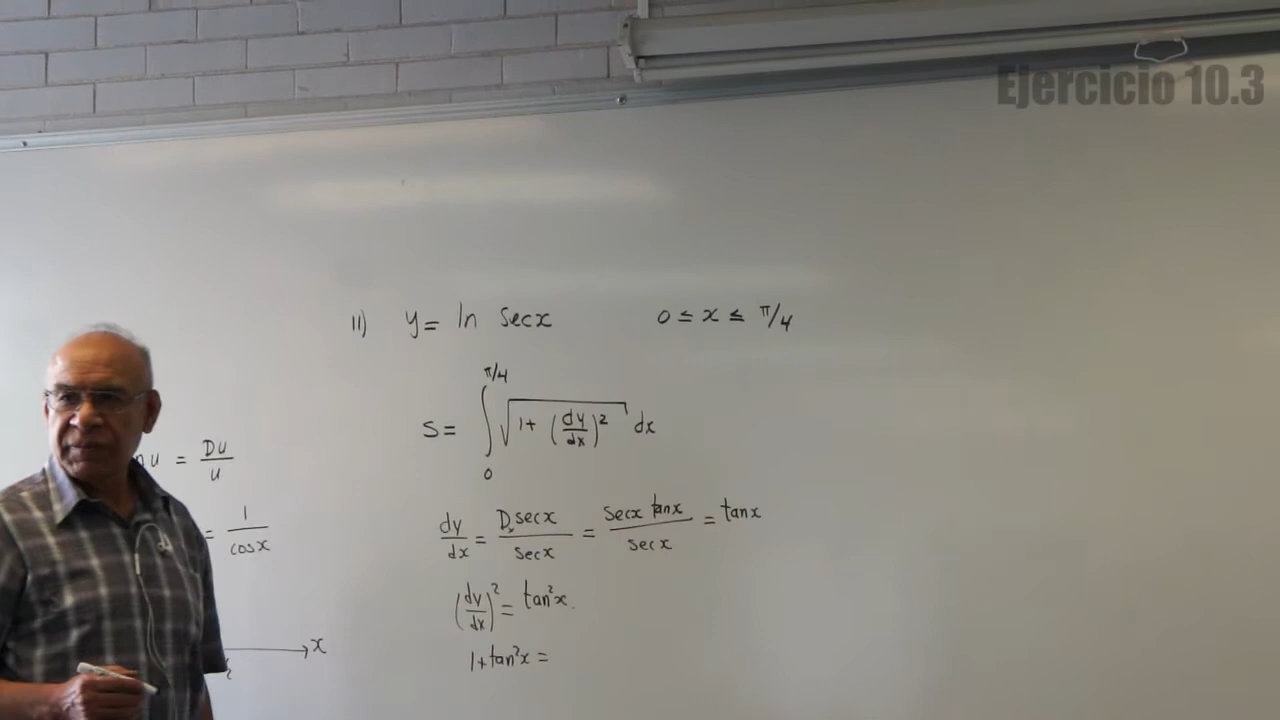 Ejercicio 10.3
11) y = ln secx 0 ≤ x ≤ π/4
S = ∫₀^{π/4} √(1 + (dy/dx)²) dx
u = Du/u
dy/dx = Dₓ secx / secx = secx tanx / secx = tanx
= 1/cosx
(dy/dx)² = tan²x.
1+tan²x =
x